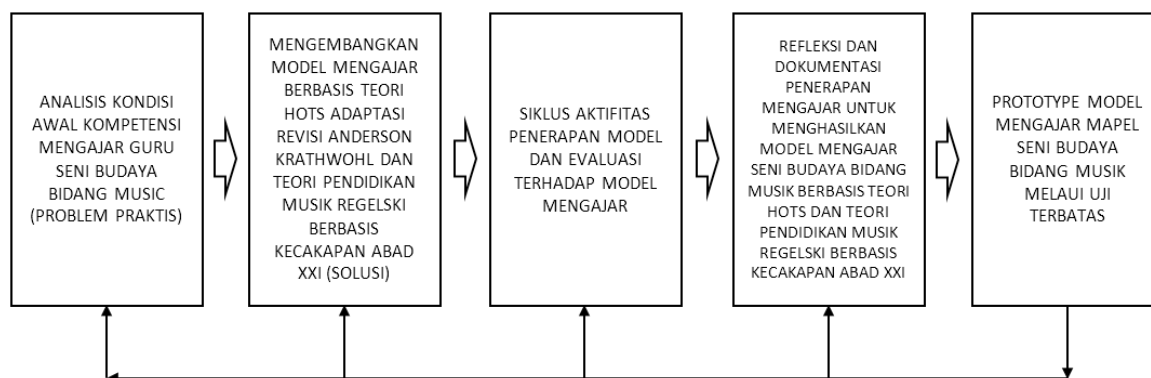 ANALISIS KONDISI
AWAL KOMPETENSI
MENGAJAR GURU
SENI BUDAYA
BIDANG MUSIC
(PROBLEM PRAKTIS)
MENGEMBANGKAN
MODEL MENGAJAR
BERBASIS TEORI
HOTS ADAPTASI
REVISI ANDERSON
KRATHWOHL DAN
TEORI PENDIDIKAN
MUSIK REGELSKI
BERBASIS
KECAKAPAN ABAD
XXI (SOLUSI)
SIKLUS AKTIFITAS
PENERAPAN MODEL
DAN EVALUASI
TERHADAP MODEL
MENGAJAR
REFLEKSI DAN
DOKUMENTASI
PENERAPAN
MENGAJAR UNTUK
MENGHASILKAN
MODEL MENGAJAR
SENI BUDAYA BIDANG
MUSIK BERBASIS TEORI
HOTS DAN TEORI
PENDIDIKAN MUSIK
REGELSKI BERBASIS
KECAKAPAN ABAD XXI
PROTOTYPE MODEL
MENGAJAR MAPEL
SENI BUDAYA
BIDANG MUSIK
MELAUI UJI
TERBATAS